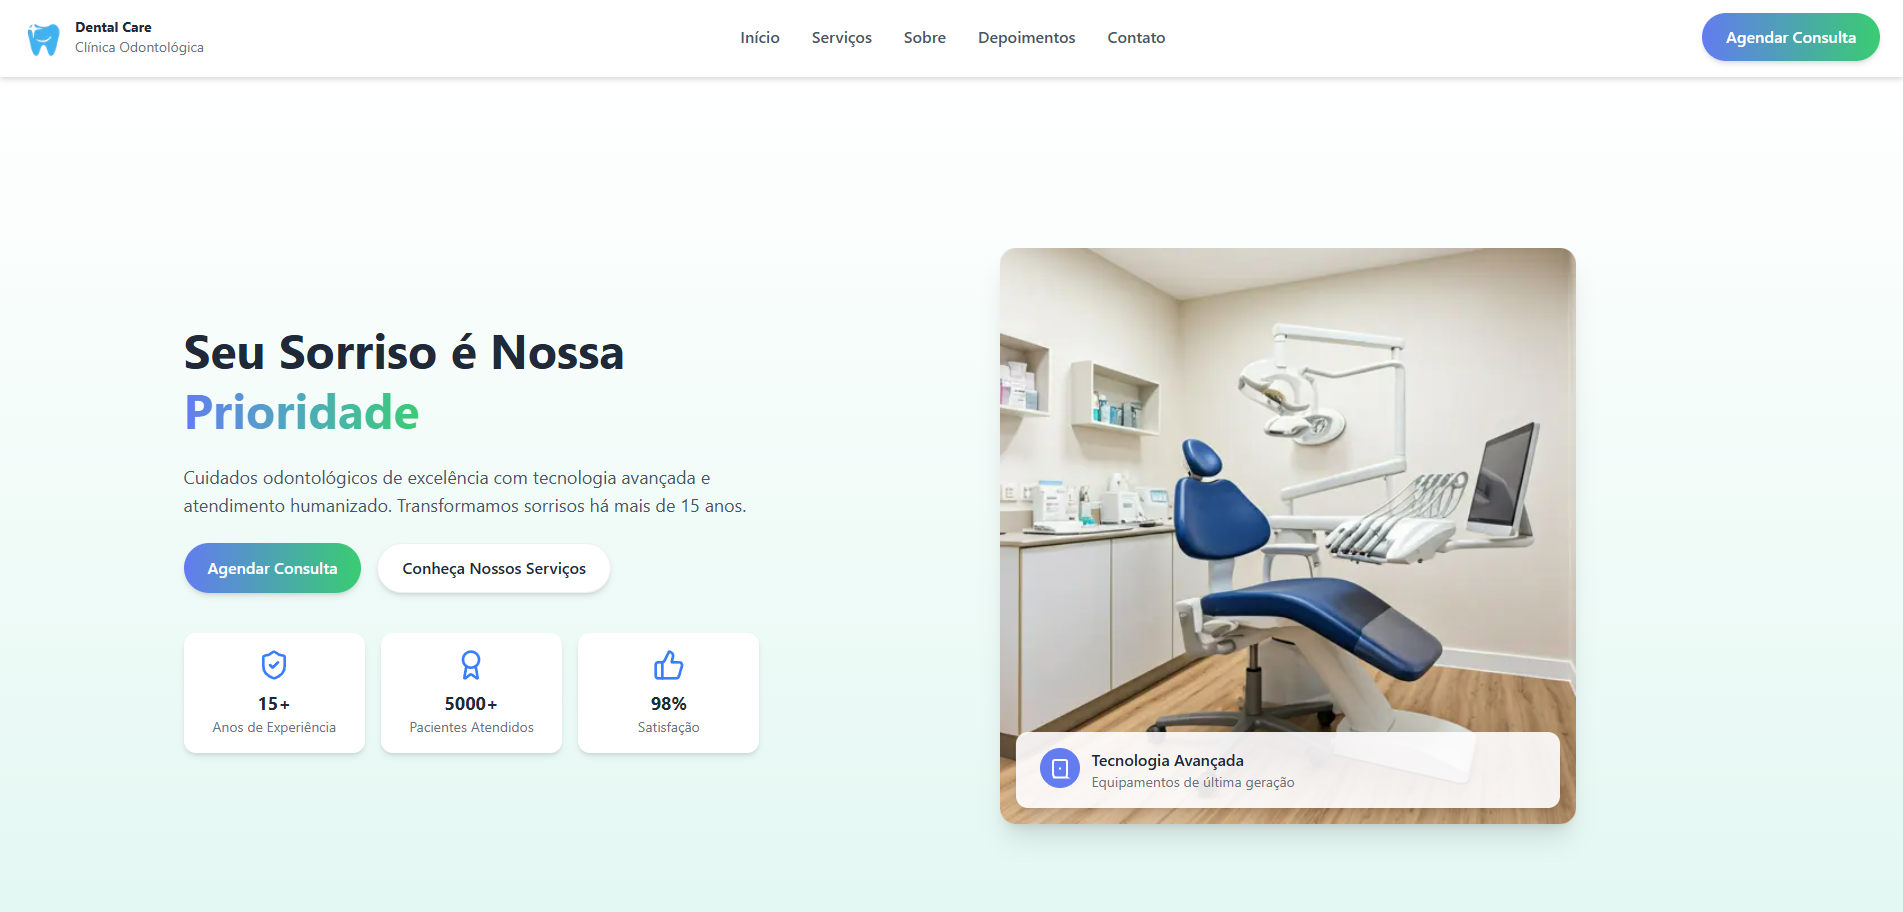 Dental Care
Clínica Odontológica
Início
Serviços
Sobre
Depoimentos
Contato
Agendar Consulta
Seu Sorriso é Nossa
Prioridade
Cuidados odontológicos de excelência com tecnologia avançada e
atendimento humanizado. Transformamos sorrisos há mais de 15 anos.
Agendar Consulta
Conheça Nossos Serviços
15+
Anos de Experiência
5000+
Pacientes Atendidos
98%
Satisfação
Tecnologia Avançada
Equipamentos de última geração